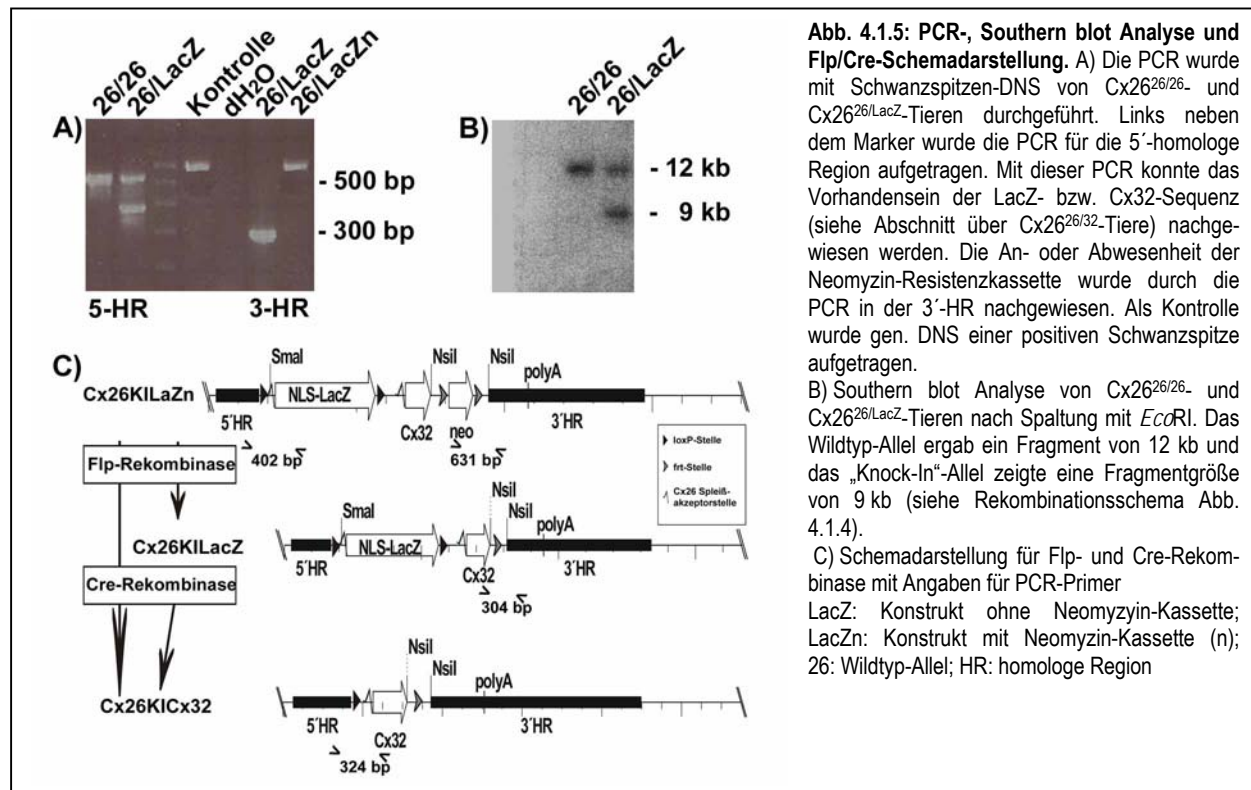 26/26
26/LacZ
Kontrolle
dH2O
26/LacZ
26/LacZn
A)
- 500 bp
- 300 bp
5-HR
3-HR
26/26
26/LacZ
B)
- 12 kb
- 9 kb
C)
Cx26KILaZn
SmaI
NsiI
NsiI
polyA
NLS-LacZ
5´HR
Cx32
neo
3´HR
402 bp
631 bp
Flp-Rekombinase
loxP-Stelle
frt-Stelle
Cx26 Spleiß-
akzeptorstelle
Cx26KILacZ
SmaI
NsiI
NsiI
polyA
NLS-LacZ
5´HR
Cx32
3´HR
304 bp
Cre-Rekombinase
Cx26KICx32
NsiI
NsiI
polyA
5´HR
Cx32
3´HR
324 bp
Abb. 4.1.5: PCR-, Southern blot Analyse und
Flp/Cre-Schemadarstellung. A) Die PCR wurde
mit Schwanzspitzen-DNS von Cx2626/26- und
Cx2626/LacZ-Tieren durchgeführt. Links neben
dem Marker wurde die PCR für die 5´-homologe
Region aufgetragen. Mit dieser PCR konnte das
Vorhandensein der LacZ- bzw. Cx32-Sequenz
(siehe Abschnitt über Cx2626/32-Tiere) nachge-
wiesen werden. Die An- oder Abwesenheit der
Neomyzin-Resistenzkassette wurde durch die
PCR in der 3´-HR nachgewiesen. Als Kontrolle
wurde gen. DNS einer positiven Schwanzspitze
aufgetragen.
B) Southern blot Analyse von Cx2626/26- und
Cx2626/LacZ-Tieren nach Spaltung mit EcoRI. Das
Wildtyp-Allel ergab ein Fragment von 12 kb und
das „Knock-In“-Allel zeigte eine Fragmentgröße
von 9 kb (siehe Rekombinationsschema Abb.
4.1.4).
C) Schemadarstellung für Flp- und Cre-Rekom-
binase mit Angaben für PCR-Primer
LacZ: Konstrukt ohne Neomyzyin-Kassette;
LacZn: Konstrukt mit Neomyzin-Kassette (n);
26: Wildtyp-Allel; HR: homologe Region